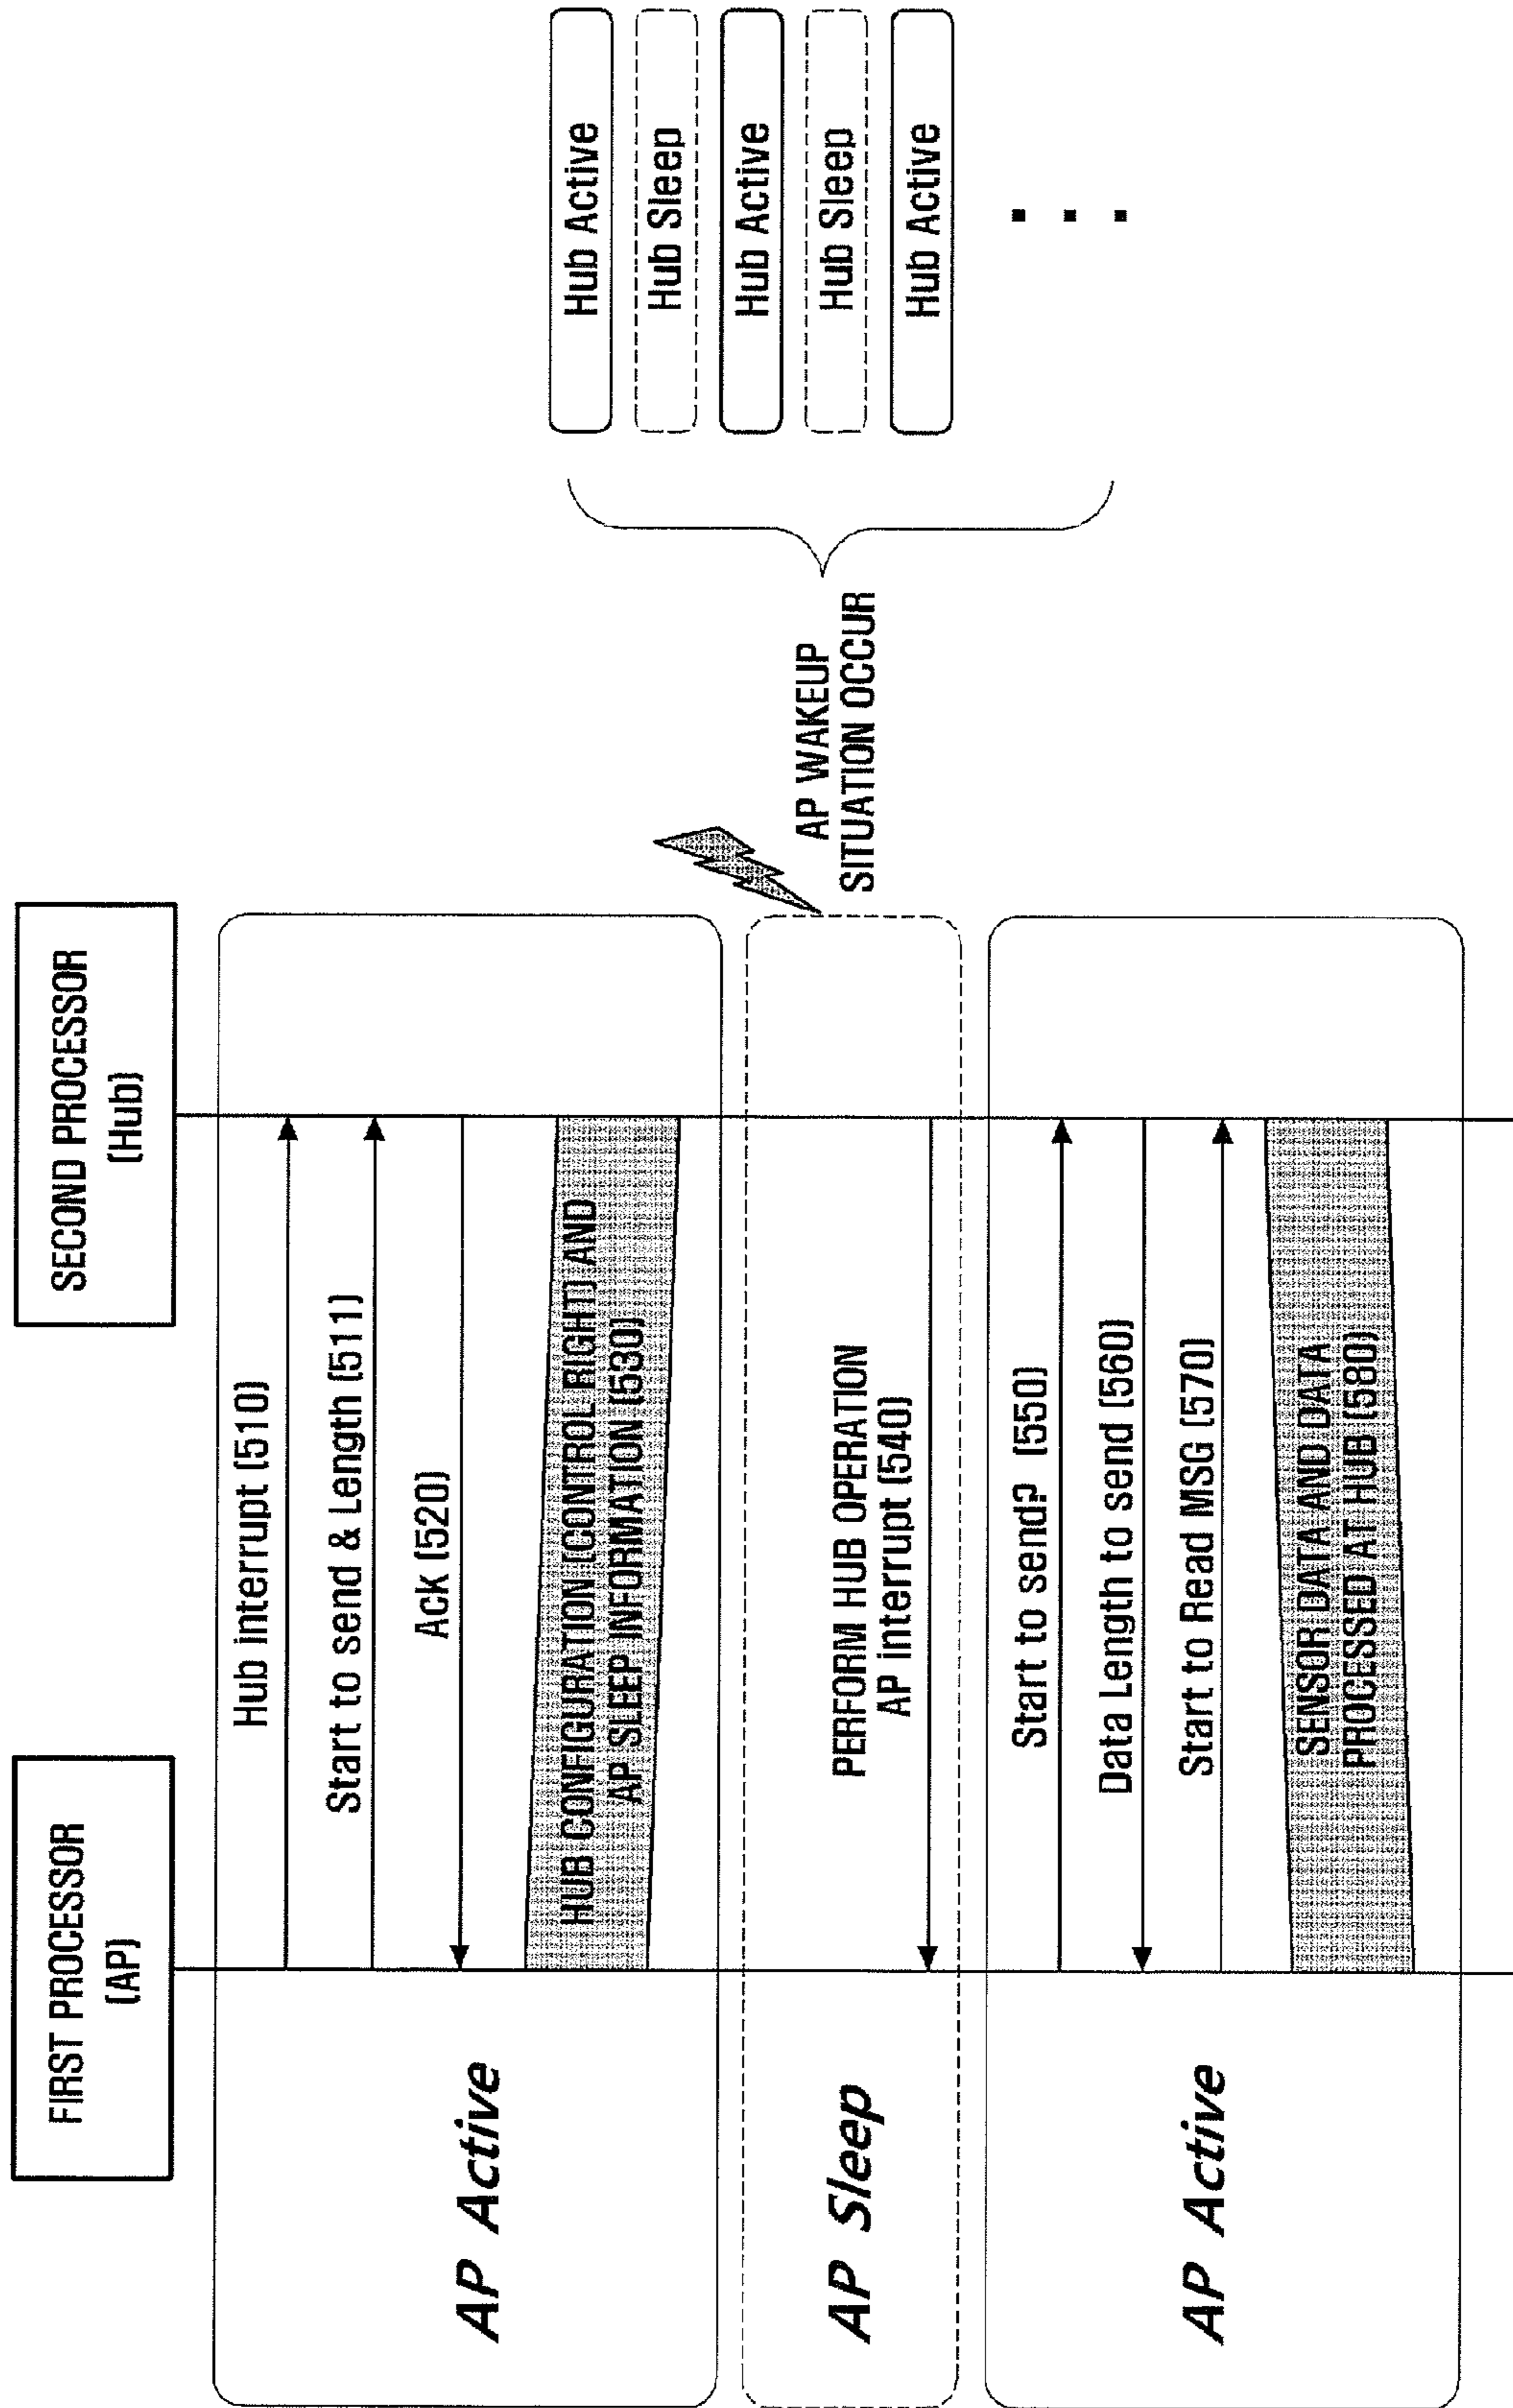 FIRST PROCESSOR
(AP)
SECOND PROCESSOR
(Hub)
AP Active
Hub interrupt (510)
Start to send & Length (511)
Ack (520)
HUB CONFIGURATION (CONTROL RIGHT) AND
AP SLEEP INFORMATION (530)
AP Sleep
PERFORM HUB OPERATION
AP interrupt (540)
AP WAKEUP
SITUATION OCCUR
Hub Active
Hub Sleep
Hub Active
Hub Sleep
Hub Active
. . .
AP Active
Start to send? (550)
Data Length to send (560)
Start to Read MSG (570)
SENSOR DATA AND DATA
PROCESSED AT HUB (580)